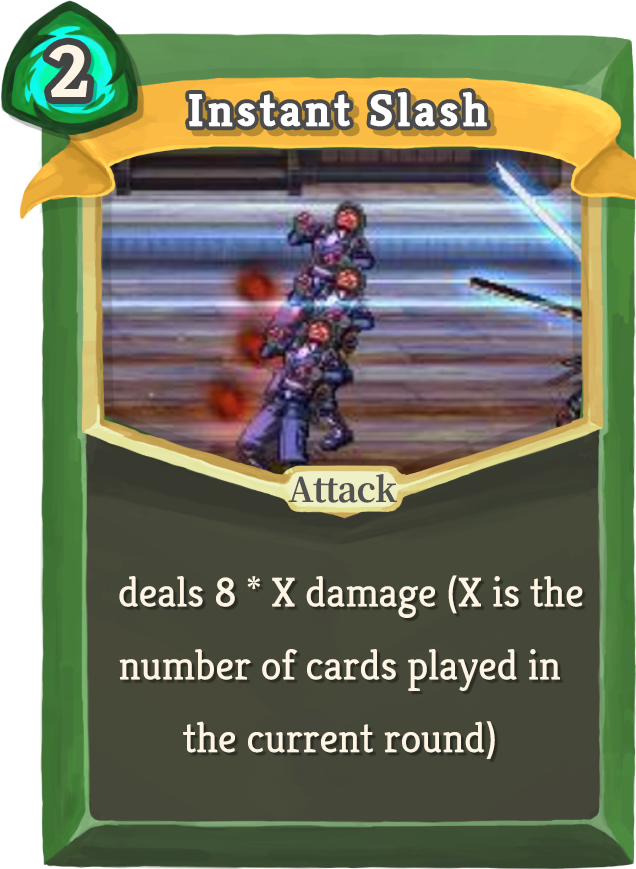 2
Instant Slash
Attack
deals 8 * X damage (X is the
number of cards played in
the current round)